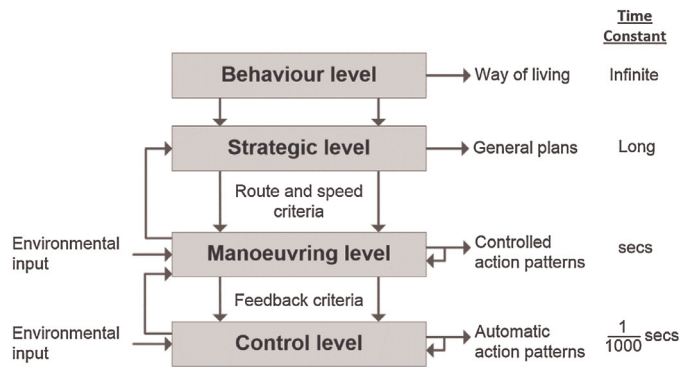 Time
Constant
Behaviour level
Way of living
Infinite
Strategic level
General plans
Long
Route and speed
criteria
Environmental
input
Manoeuvring level
Controlled
action patterns
secs
Feedback criteria
Environmental
input
Control level
Automatic
action patterns
1/1000 secs